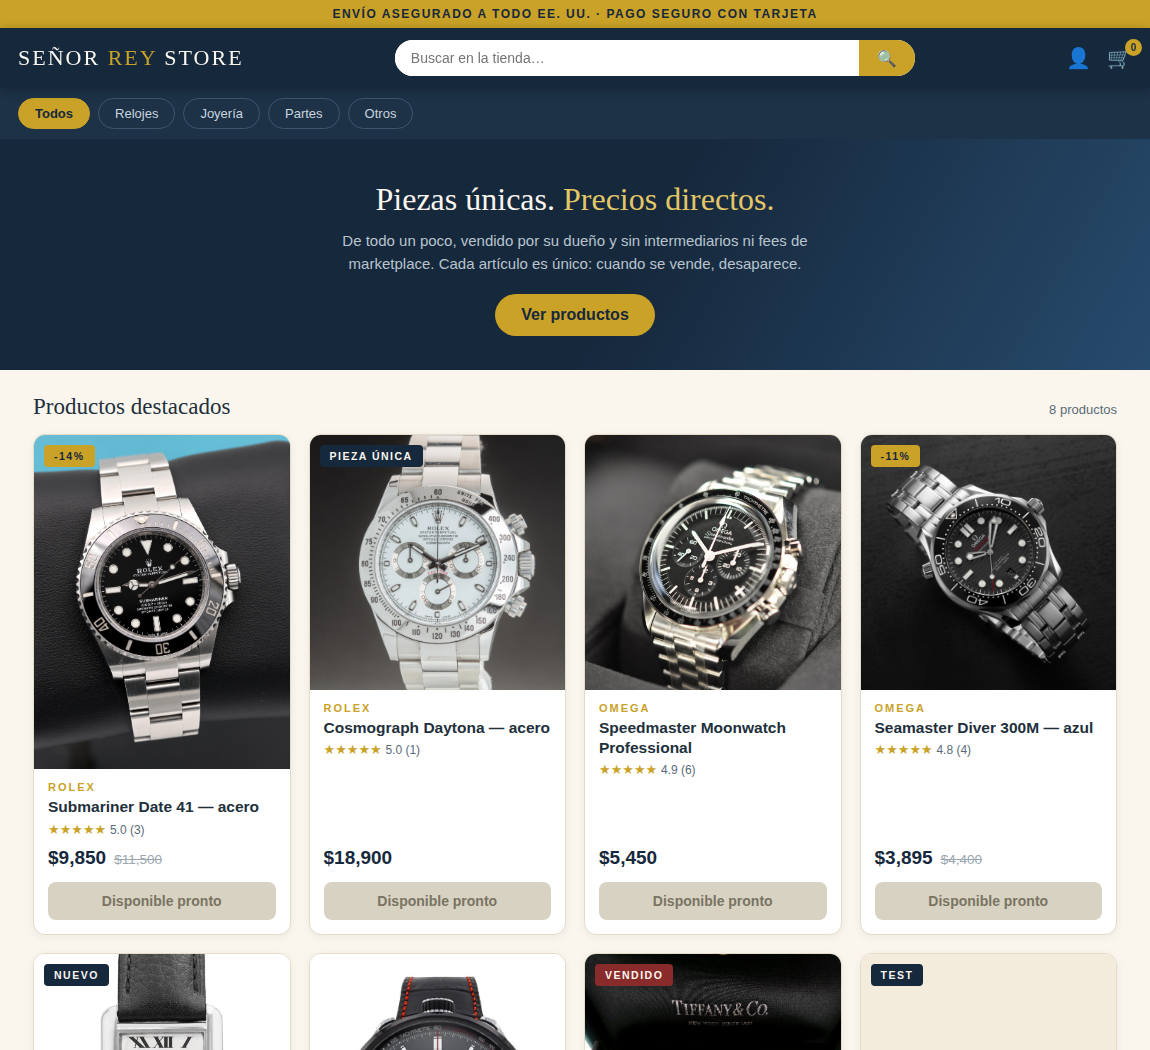 ENVÍO ASEGURADO A TODO EE. UU. · PAGO SEGURO CON TARJETA
SEÑOR REY STORE
Buscar en la tienda…
0
Todos
Relojes
Joyería
Partes
Otros
Piezas únicas. Precios directos.
De todo un poco, vendido por su dueño y sin intermediarios ni fees de
marketplace. Cada artículo es único: cuando se vende, desaparece.
Ver productos
Productos destacados
8 productos
-14%
ROLEX
ROLEX
Submariner Date 41 — acero
★★★★★ 5.0 (3)
$9,850 $11,500
Disponible pronto
PIEZA ÚNICA
ROLEX
ROLEX
Cosmograph Daytona — acero
★★★★★ 5.0 (1)
$18,900
Disponible pronto
OMEGA
OMEGA
Speedmaster Moonwatch
Professional
★★★★★ 4.9 (6)
$5,450
Disponible pronto
-11%
OMEGA
Seamaster Diver 300M — azul
★★★★★ 4.8 (4)
$3,895 $4,400
Disponible pronto
NUEVO
XII
VENDIDO
TIFFANY & CO.
TEST